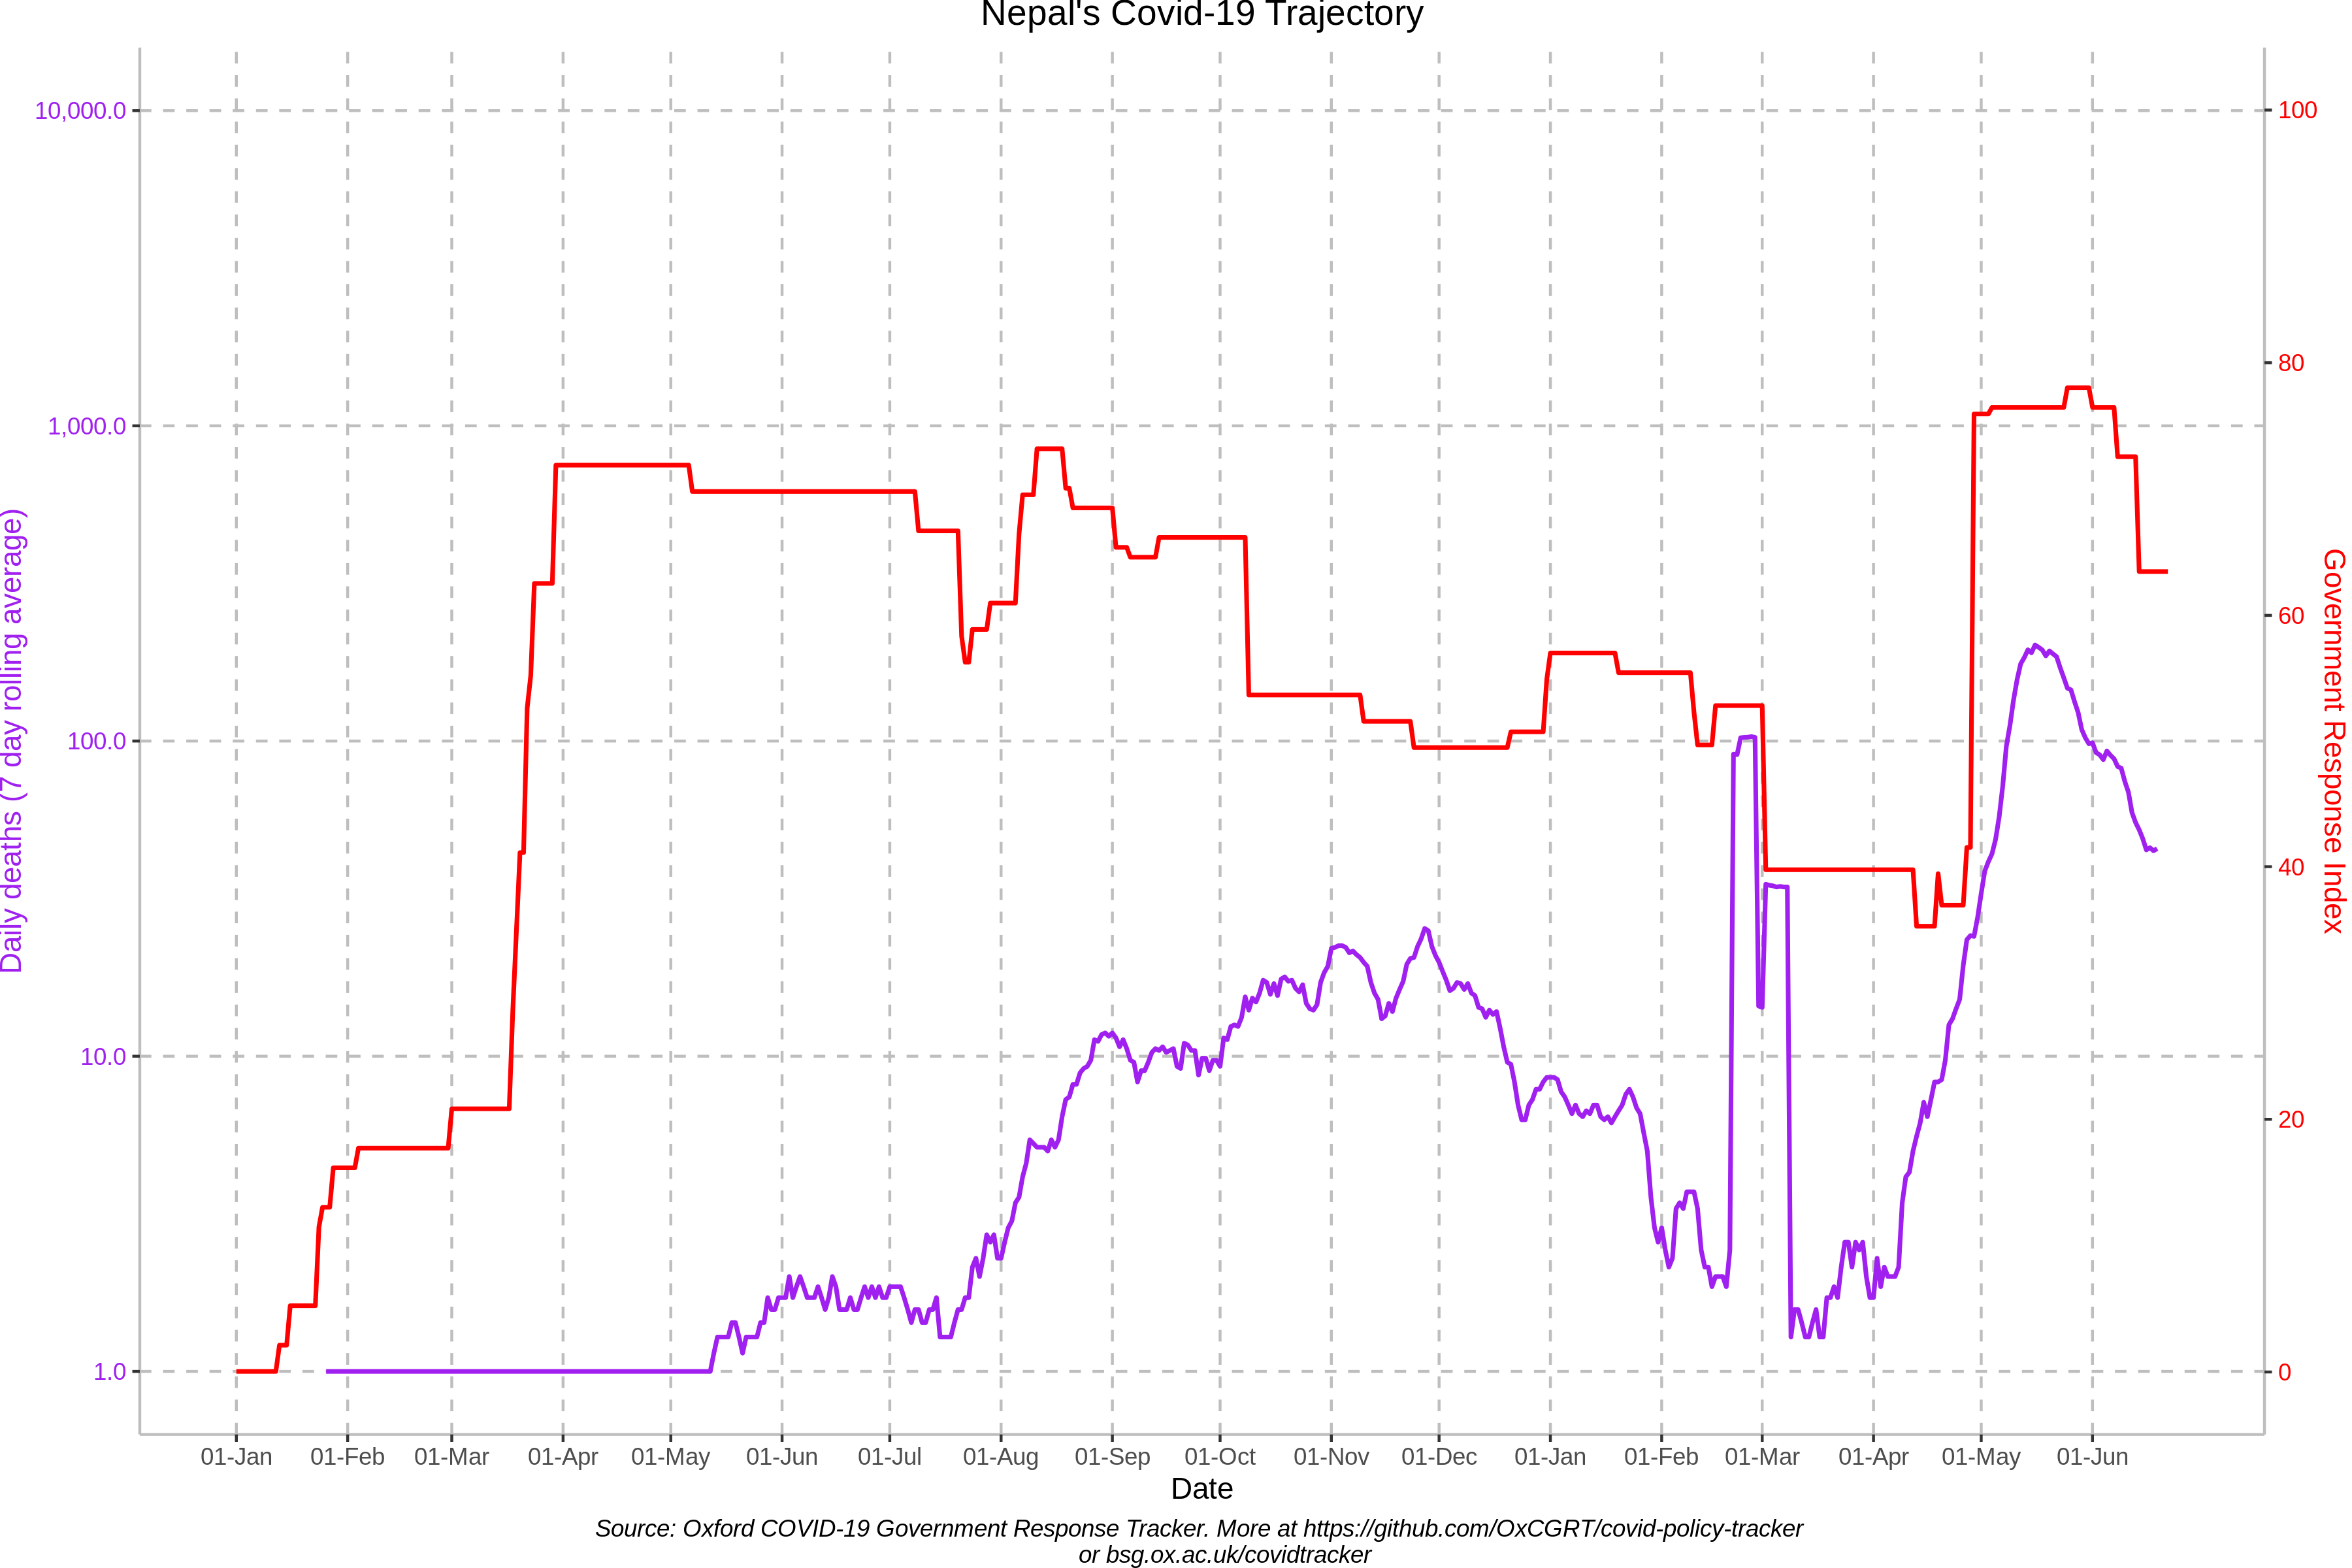 Nepal's Covid-19 Trajectory
10,000.0
1,000.0
100.0
10.0
1.0
Daily deaths (7 day rolling average)
100
80
60
40
20
0
Government Response Index
01-Jan 01-Feb 01-Mar 01-Apr 01-May 01-Jun 01-Jul 01-Aug 01-Sep 01-Oct 01-Nov 01-Dec 01-Jan 01-Feb 01-Mar 01-Apr 01-May 01-Jun
Date
Source: Oxford COVID-19 Government Response Tracker. More at https://github.com/OxCGRT/covid-policy-tracker
or bsg.ox.ac.uk/covidtracker